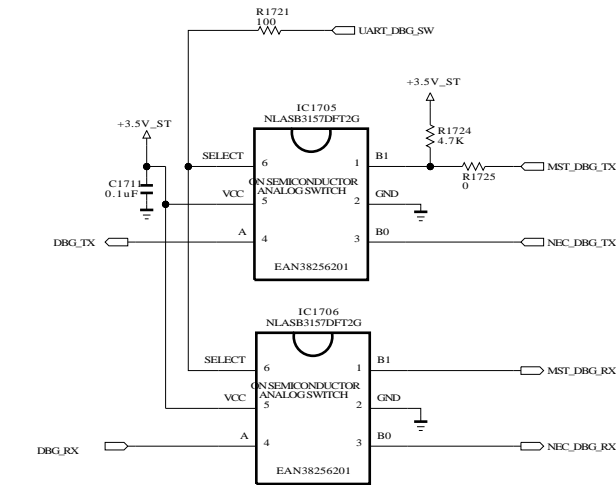 R1721
100
UART_DBG_SW
+3.5V_ST
IC1705
NLASB3157DFT2G
+3.5V_ST
R1724
4.7K
SELECT
6
1
B1
MST_DBG_TX
R1725
0
C1711
0.1uF
ON SEMICONDUCTOR
ANALOG SWITCH
VCC
5
2
GND
DBG_TX
A
4
3
B0
NEC_DBG_TX
EAN38256201
IC1706
NLASB3157DFT2G
SELECT
6
1
B1
MST_DBG_RX
ON SEMICONDUCTOR
ANALOG SWITCH
VCC
5
2
GND
DBG_RX
A
4
3
B0
NEC_DBG_RX
EAN38256201